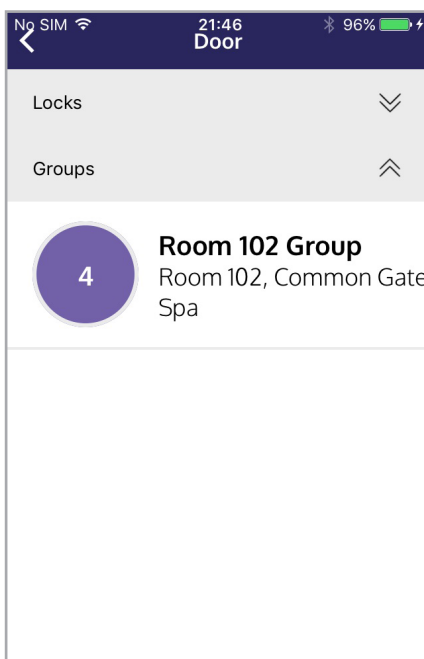 No SIM 21:46 96%
Door
Locks
Groups
4
Room 102 Group
Room 102, Common Gate
Spa